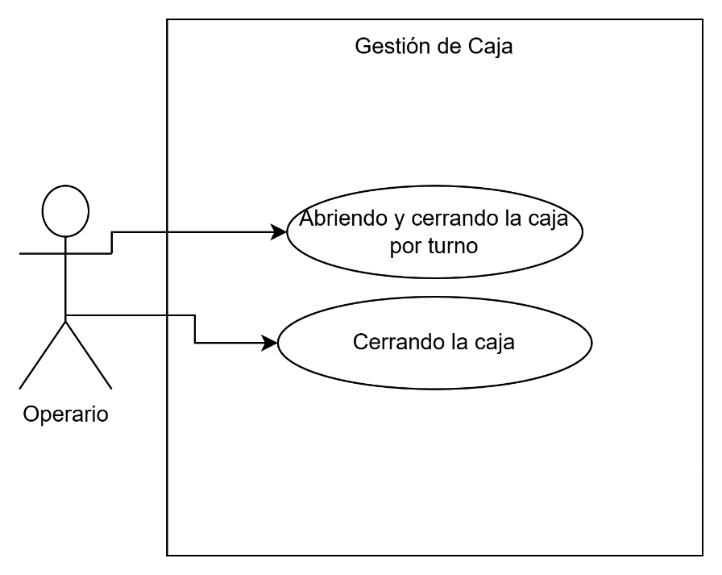 Gestión de Caja
Abriendo y cerrando la caja
por turno
Cerrando la caja
Operario